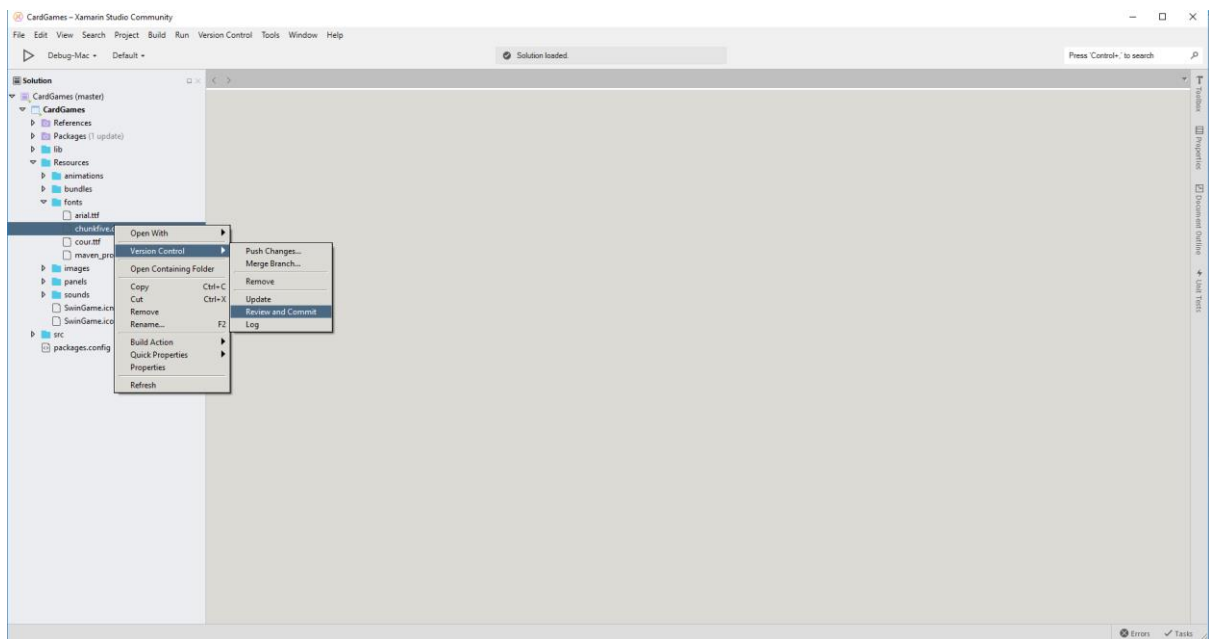 CardGames – Xamarin Studio Community
File Edit View Search Project Build Run Version Control Tools Window Help
Debug-Mac Default
Solution loaded.
Press 'Control+,' to search
Solution
CardGames (master)
CardGames
References
Packages (1 update)
lib
Resources
animations
bundles
fonts
arial.ttf
chunkfive.o
cour.ttf
maven_pro
images
panels
sounds
SwinGame.icn
SwinGame.ico
src
packages.config
Open With
Version Control
Open Containing Folder
Copy Ctrl+C
Cut Ctrl+X
Remove
Rename... F2
Build Action
Quick Properties
Properties
Refresh
Push Changes...
Merge Branch...
Remove
Update
Review and Commit
Log
Toolbox
Properties
Document Outline
Unit Tests
Errors Tasks